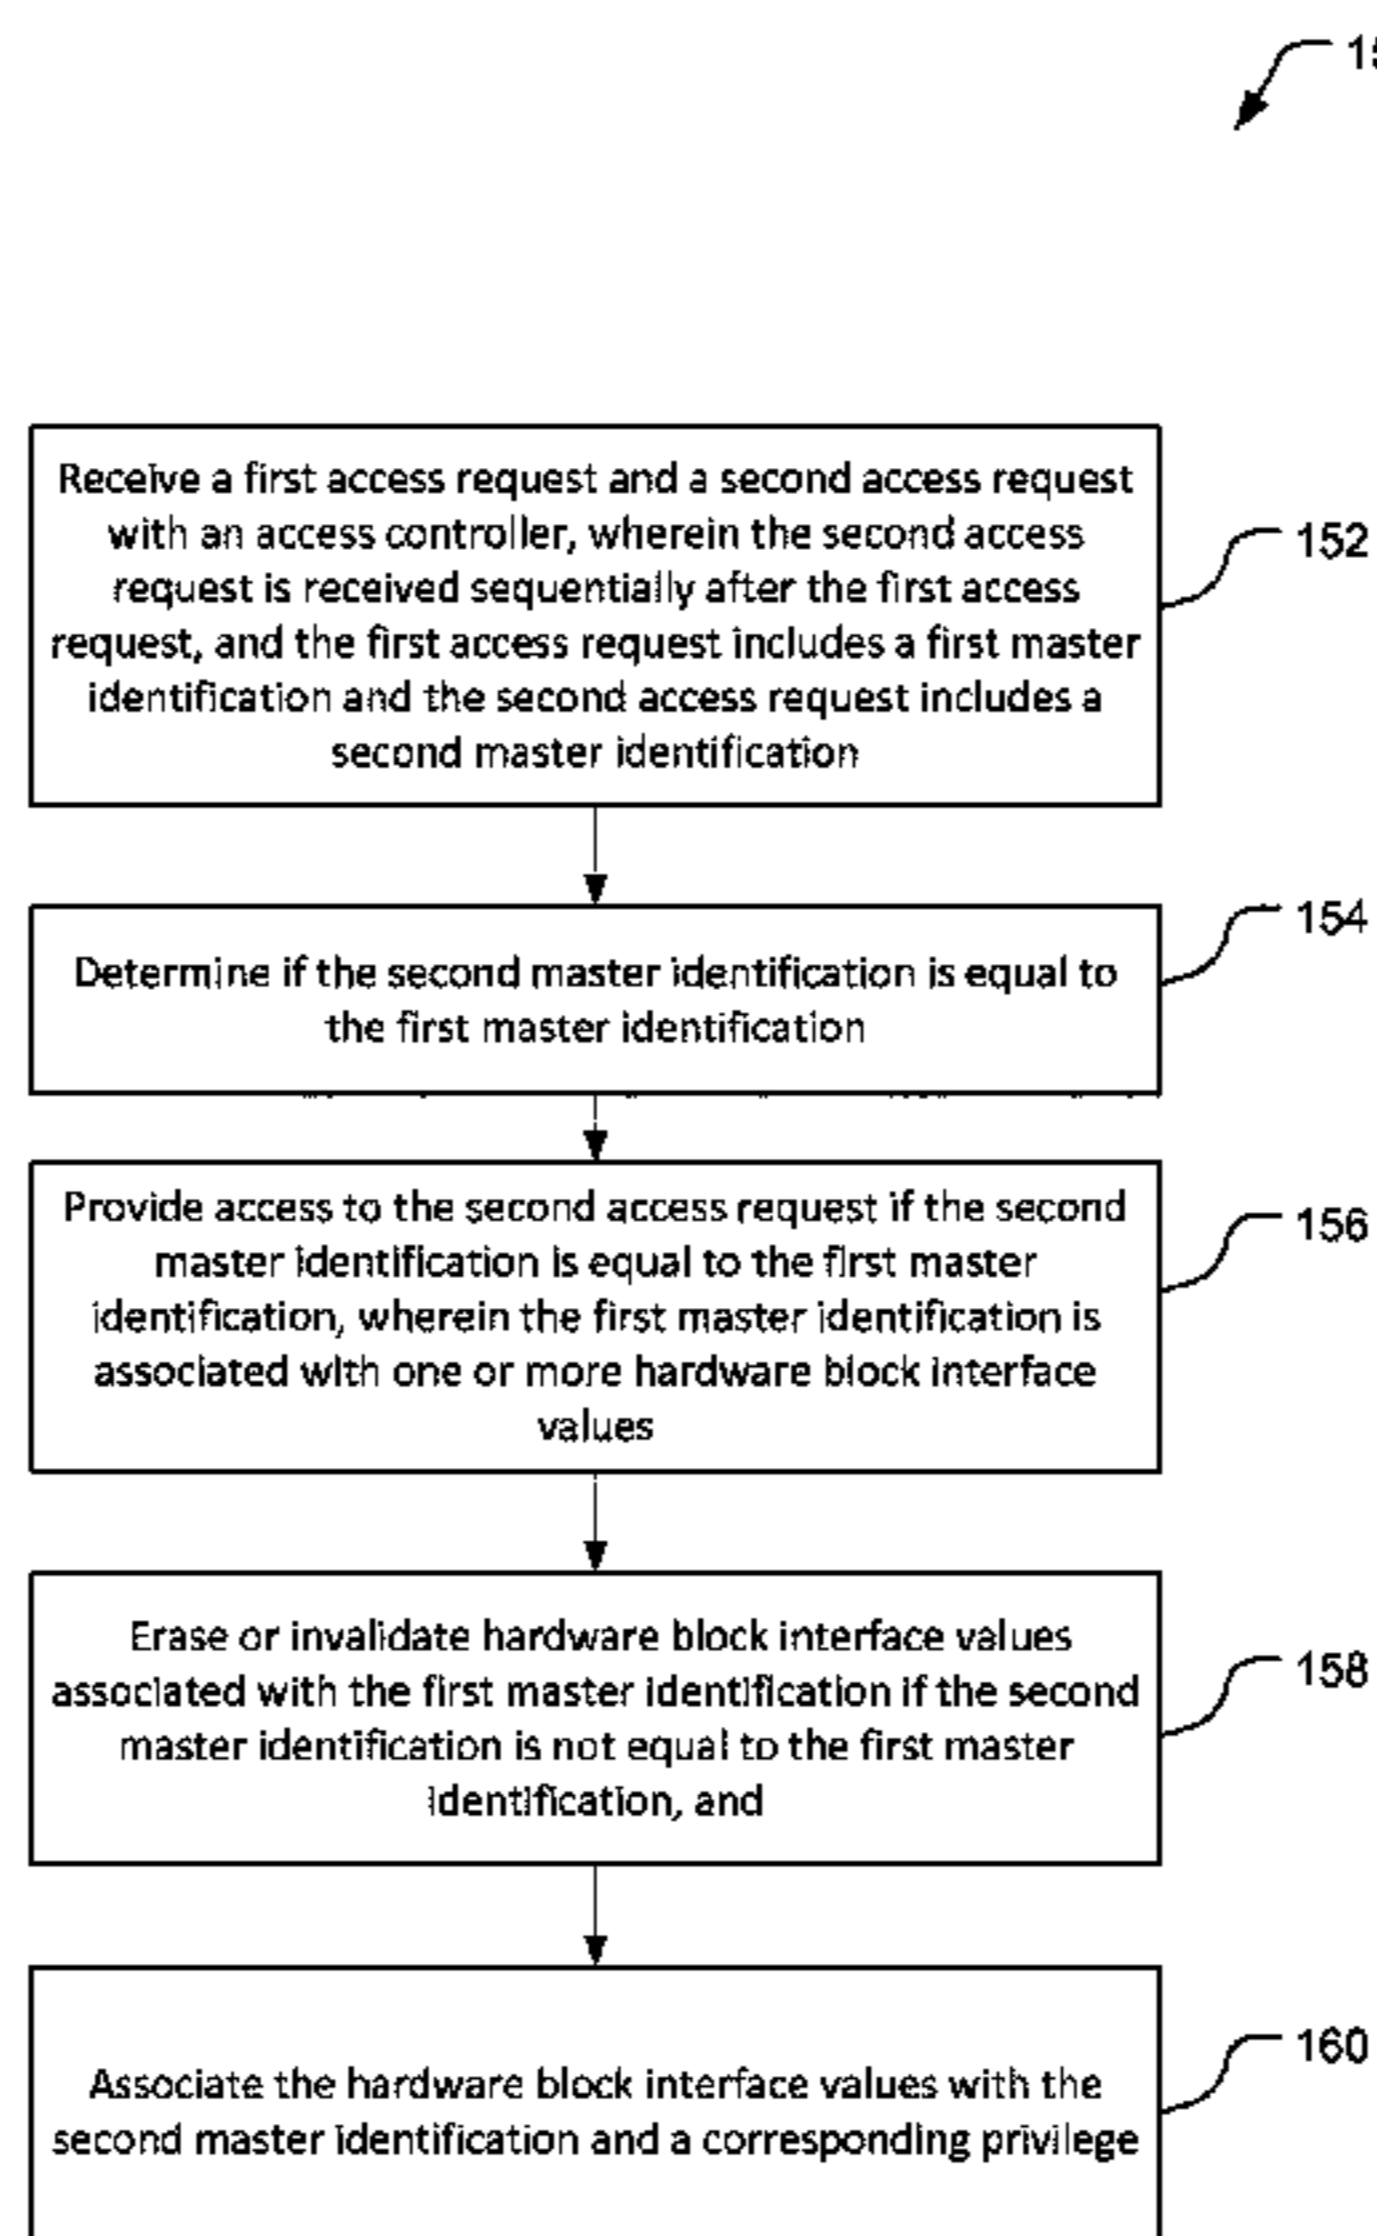 Receive a first access request and a second access request
with an access controller, wherein the second access
request is received sequentially after the first access
request, and the first access request includes a first master
identification and the second access request includes a
second master identification
152
Determine if the second master identification is equal to
the first master identification
154
Provide access to the second access request if the second
master identification is equal to the first master
identification, wherein the first master identification is
associated with one or more hardware block interface
values
156
Erase or invalidate hardware block interface values
associated with the first master identification if the second
master identification is not equal to the first master
identification, and
158
Associate the hardware block interface values with the
second master identification and a corresponding privilege
160